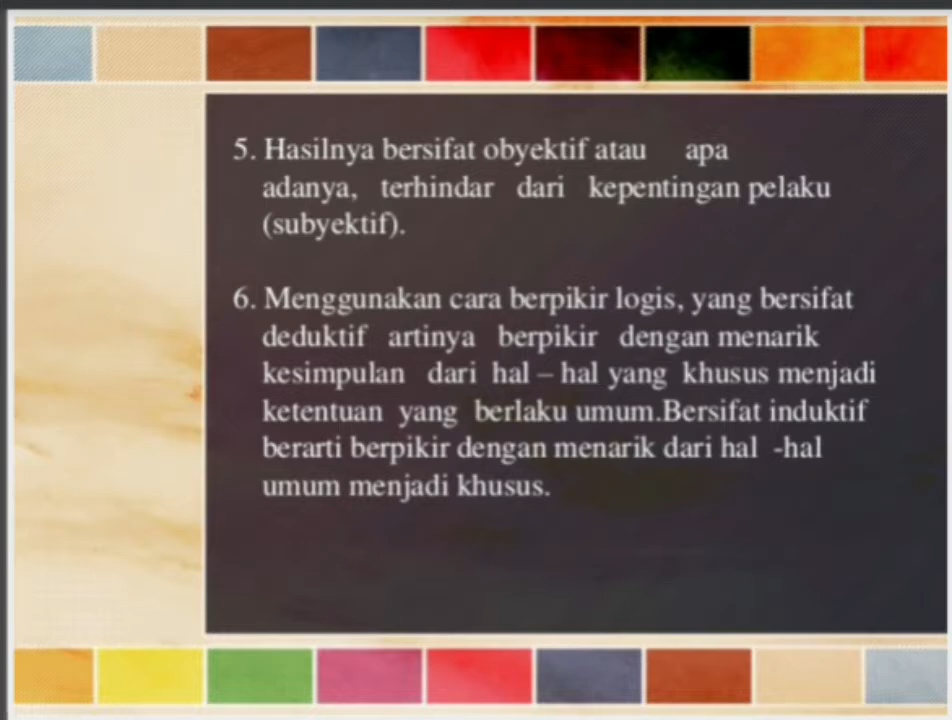 5. Hasilnya bersifat obyektif atau apa
adanya, terhindar dari kepentingan pelaku
(subyektif).
6. Menggunakan cara berpikir logis, yang bersifat
deduktif artinya berpikir dengan menarik
kesimpulan dari hal – hal yang khusus menjadi
ketentuan yang berlaku umum.Bersifat induktif
berarti berpikir dengan menarik dari hal -hal
umum menjadi khusus.